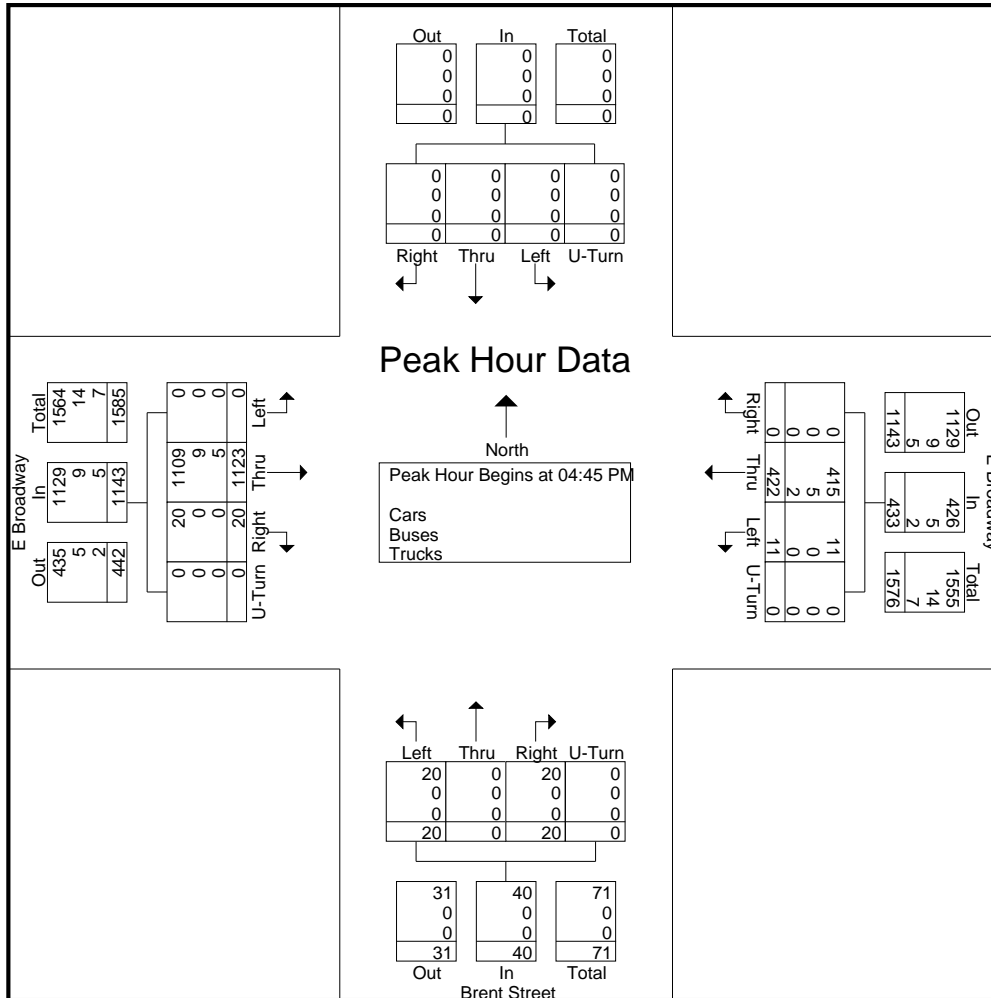 Out In Total
0 0 0
0 0 0
0 0 0
0 0 0
0 0 0 0
0 0 0 0
0 0 0 0
0 0 0 0
Right Thru Left U-Turn
Peak Hour Data
North
Peak Hour Begins at 04:45 PM
Cars
Buses
Trucks
E Broadway
Out In Total
435 1129 1564
5 9 14
2 5 7
442 1143 1585
0 20 1109 0
0 0 9 0
0 0 5 0
0 20 1123 0
U-Turn Right Thru Left
Right Thru Left U-Turn
0 422 11 0
0 2 0 0
0 5 0 0
0 415 11 0
1143 433 1576
5 2 7
9 5 14
1129 426 1555
Out In Total
E Broadway
Left Thru Right U-Turn
20 0 20 0
0 0 0 0
0 0 0 0
20 0 20 0
31 40 71
0 0 0
0 0 0
31 40 71
Out In Total
Brent Street